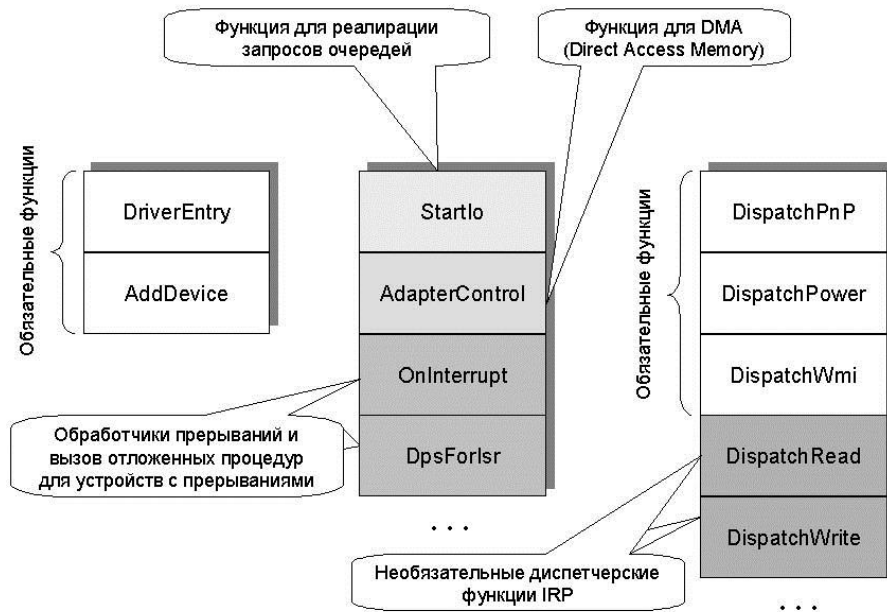 Функция для реалирации
запросов очередей
Функция для DMA
(Direct Access Memory)
Обязательные функции
DriverEntry
AddDevice
StartIo
AdapterControl
OnInterrupt
DpsForIsr
. . .
Обработчики прерываний и
вызов отложенных процедур
для устройств с прерываниями
Обязательные функции
DispatchPnP
DispatchPower
DispatchWmi
DispatchRead
DispatchWrite
. . .
Необязательные диспетчерские
функции IRP